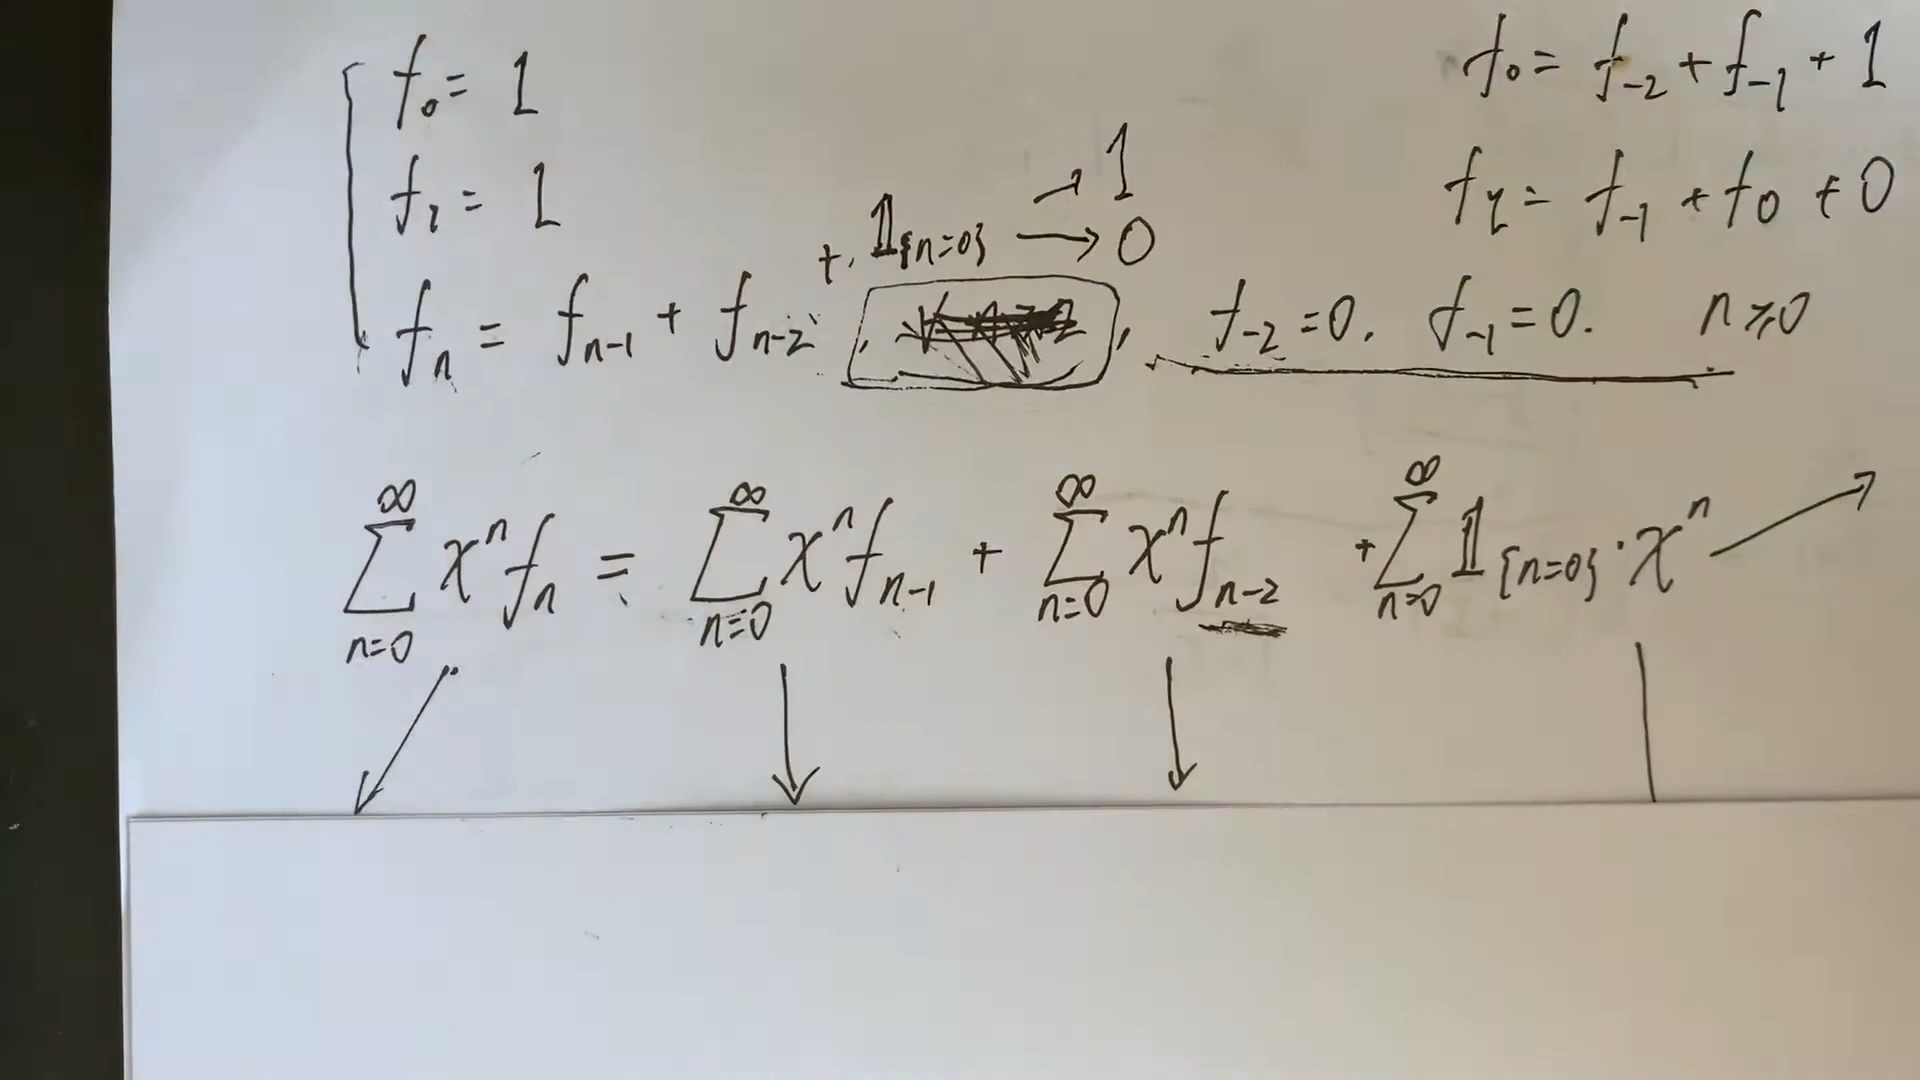 f₀ = 1
f₁ = 1
+ 𝟙{n=0} → 1
→ 0
fₙ = fₙ₋₁ + fₙ₋₂ , , f₋₂ = 0. f₋₁ = 0. n ⩾ 0
f₀ = f₋₂ + f₋₁ + 1
f₁ = f₋₁ + f₀ + 0
∑_{n=0}^{∞} xⁿ fₙ = ∑_{n=0}^{∞} xⁿ fₙ₋₁ + ∑_{n=0}^{∞} xⁿ fₙ₋₂ + ∑_{n=0}^{∞} 𝟙{n=0} · xⁿ